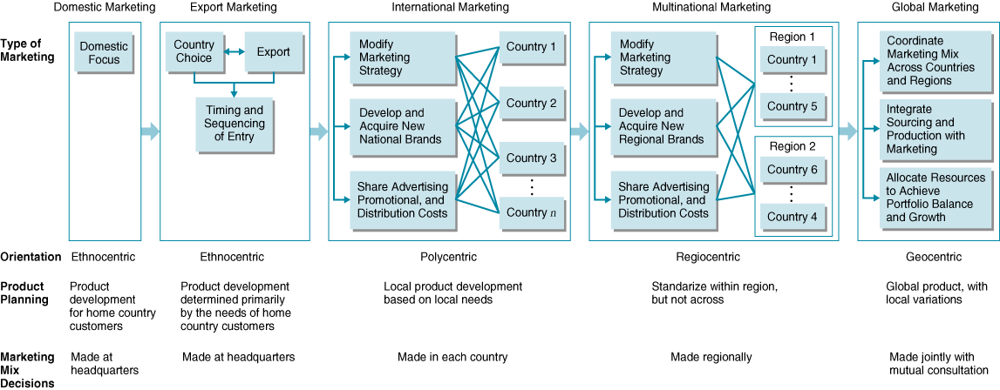 Domestic Marketing
Export Marketing
International Marketing
Multinational Marketing
Global Marketing
Type of
Marketing
Domestic
Focus
Country
Choice
Export
Timing and
Sequencing
of Entry
Modify
Marketing
Strategy
Develop and
Acquire New
National Brands
Share Advertising
Promotional, and
Distribution Costs
Country 1
Country 2
Country 3
Country n
Modify
Marketing
Strategy
Develop and
Acquire New
Regional Brands
Share Advertising
Promotional, and
Distribution Costs
Region 1
Country 1
Country 5
Region 2
Country 6
Country 4
Coordinate
Marketing Mix
Across Countries
and Regions
Integrate
Sourcing and
Production with
Marketing
Allocate Resources
to Achieve
Portfolio Balance
and Growth
Orientation
Ethnocentric
Ethnocentric
Polycentric
Regiocentric
Geocentric
Product
Planning
Product
development
for home country
customers
Product development
determined primarily
by the needs of home
country customers
Local product development
based on local needs
Standarize within region,
but not across
Global product, with
local variations
Marketing
Mix
Decisions
Made at
headquarters
Made at headquarters
Made in each country
Made regionally
Made jointly with
mutual consultation